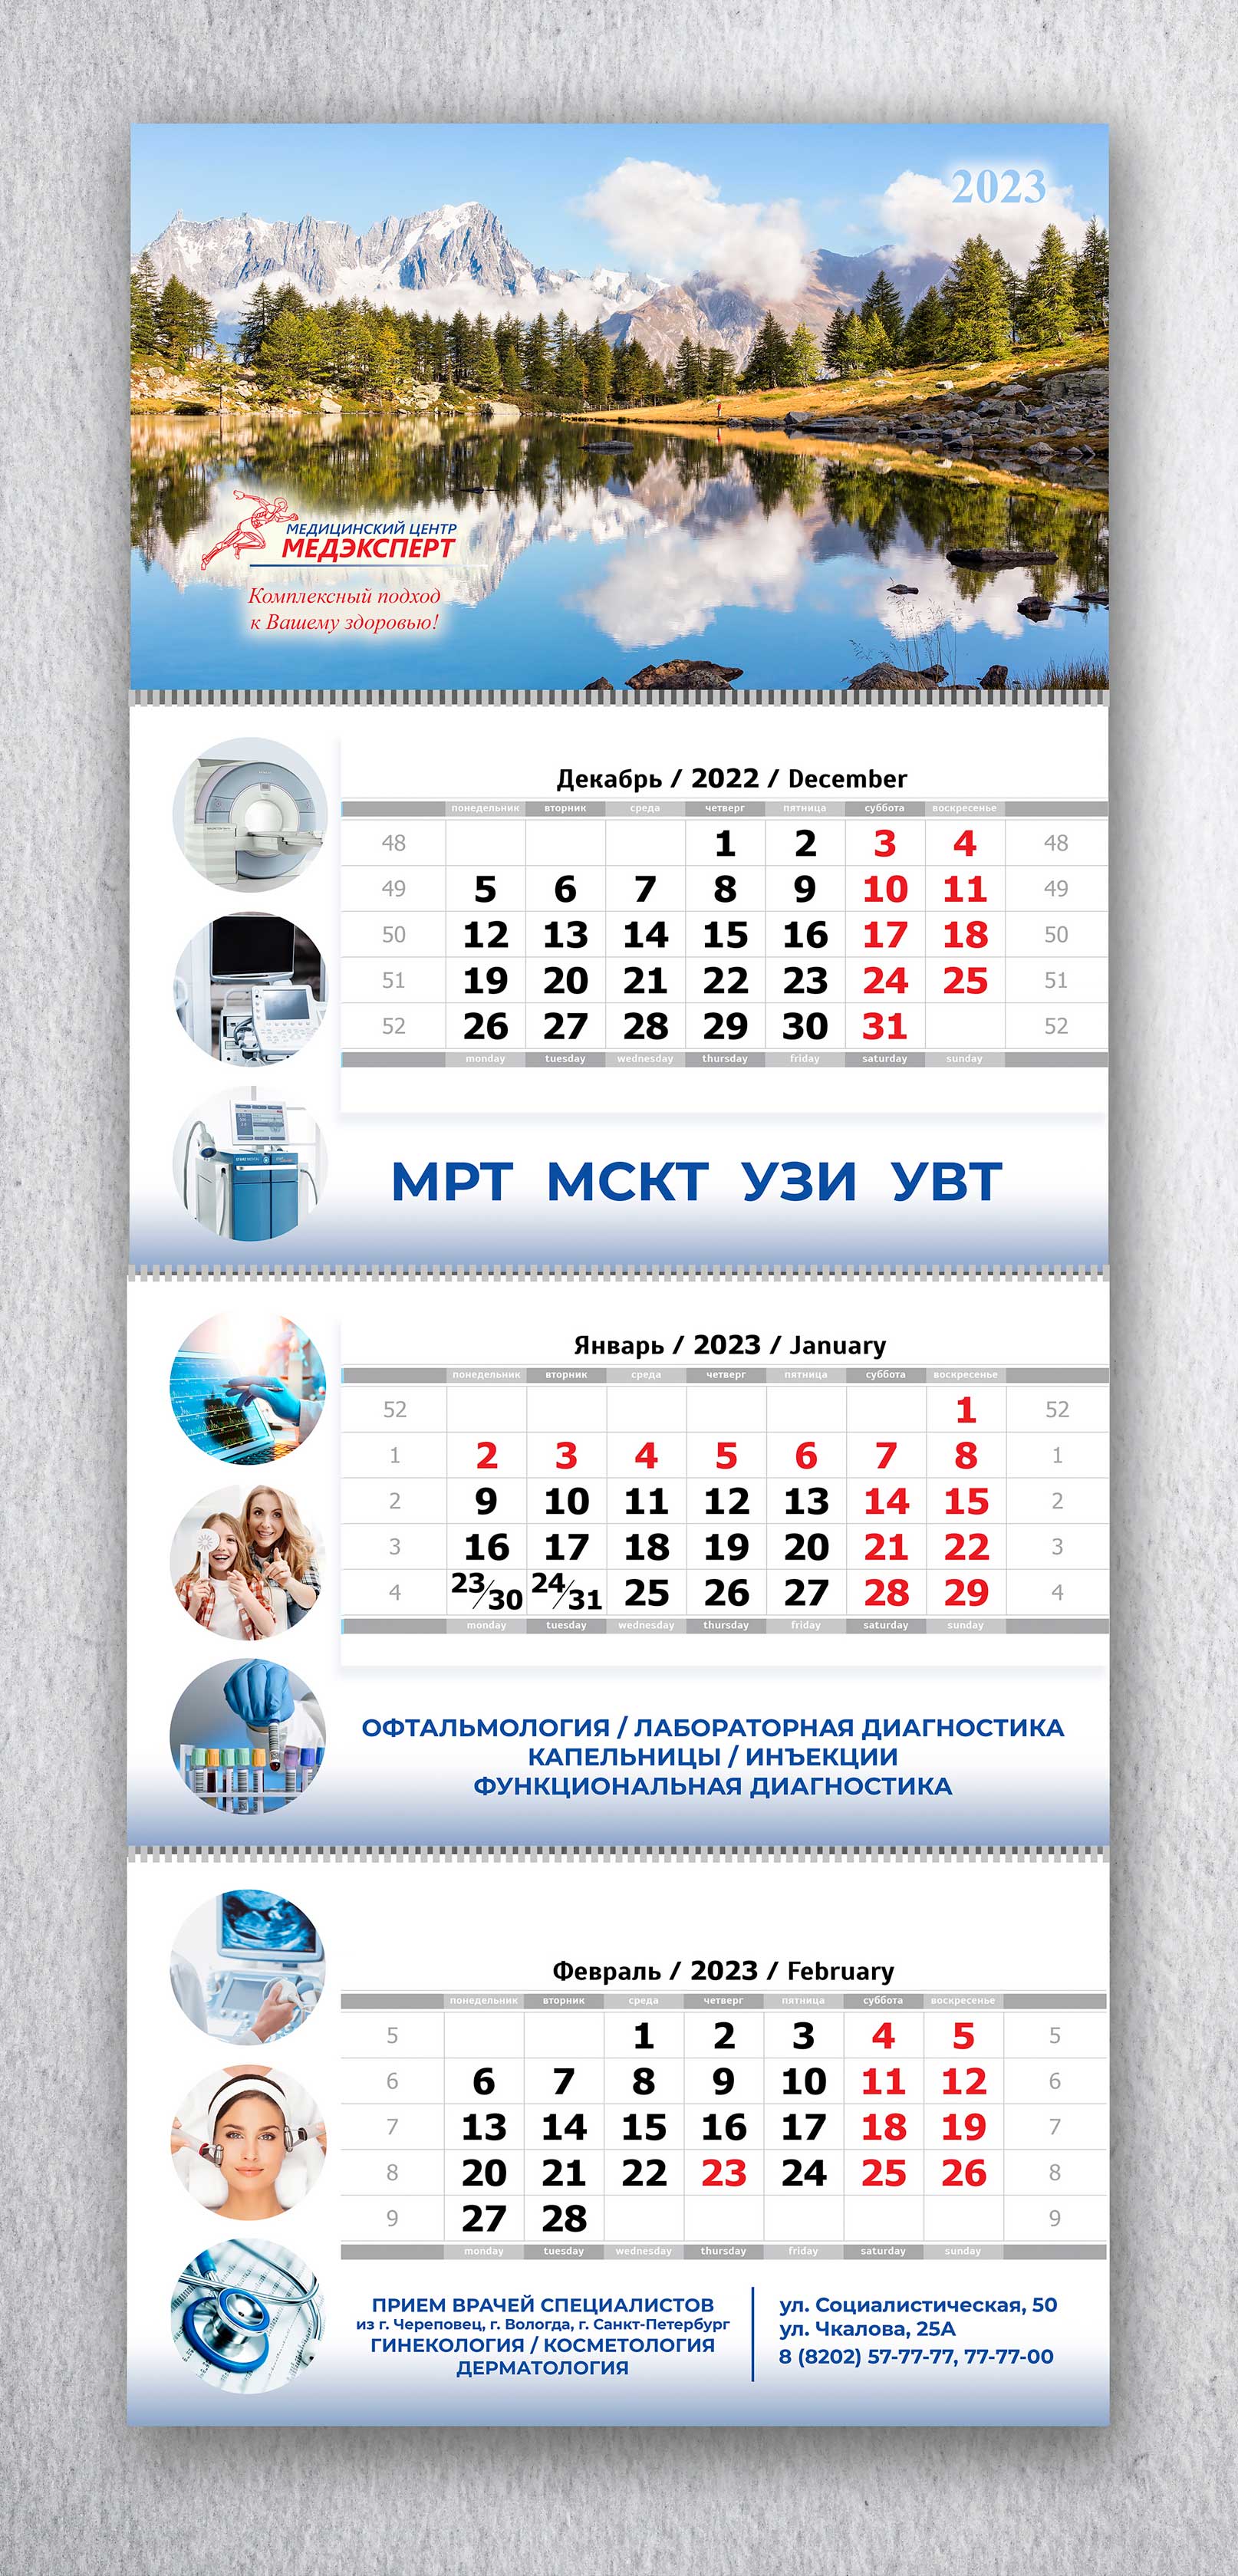 2023
МЕДИЦИНСКИЙ ЦЕНТР
МЕДЭКСПЕРТ
Комплексный подход
к Вашему здоровью!
Декабрь / 2022 / December
понедельник вторник среда четверг пятница суббота воскресенье
48 1 2 3 4 48
49 5 6 7 8 9 10 11 49
50 12 13 14 15 16 17 18 50
51 19 20 21 22 23 24 25 51
52 26 27 28 29 30 31 52
monday tuesday wednesday thursday friday saturday sunday
МРТ МСКТ УЗИ УВТ
Январь / 2023 / January
понедельник вторник среда четверг пятница суббота воскресенье
52 1 52
1 2 3 4 5 6 7 8 1
2 9 10 11 12 13 14 15 2
3 16 17 18 19 20 21 22 3
4 23/30 24/31 25 26 27 28 29 4
monday tuesday wednesday thursday friday saturday sunday
ОФТАЛЬМОЛОГИЯ / ЛАБОРАТОРНАЯ ДИАГНОСТИКА
КАПЕЛЬНИЦЫ / ИНЪЕКЦИИ
ФУНКЦИОНАЛЬНАЯ ДИАГНОСТИКА
Февраль / 2023 / February
понедельник вторник среда четверг пятница суббота воскресенье
5 1 2 3 4 5 5
6 6 7 8 9 10 11 12 6
7 13 14 15 16 17 18 19 7
8 20 21 22 23 24 25 26 8
9 27 28 9
monday tuesday wednesday thursday friday saturday sunday
ПРИЕМ ВРАЧЕЙ СПЕЦИАЛИСТОВ
из г. Череповец, г. Вологда, г. Санкт-Петербург
ГИНЕКОЛОГИЯ / КОСМЕТОЛОГИЯ
ДЕРМАТОЛОГИЯ
ул. Социалистическая, 50
ул. Чкалова, 25А
8 (8202) 57-77-77, 77-77-00